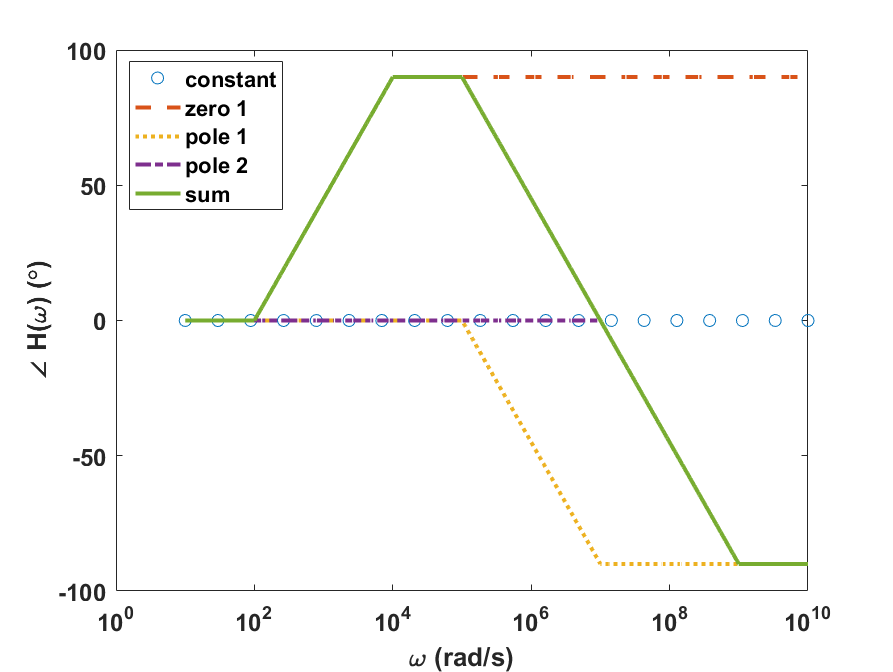 100
50
0
-50
-100
∠ H(ω) (°)
constant
zero 1
pole 1
pole 2
sum
10^0 10^2 10^4 10^6 10^8 10^10
ω (rad/s)